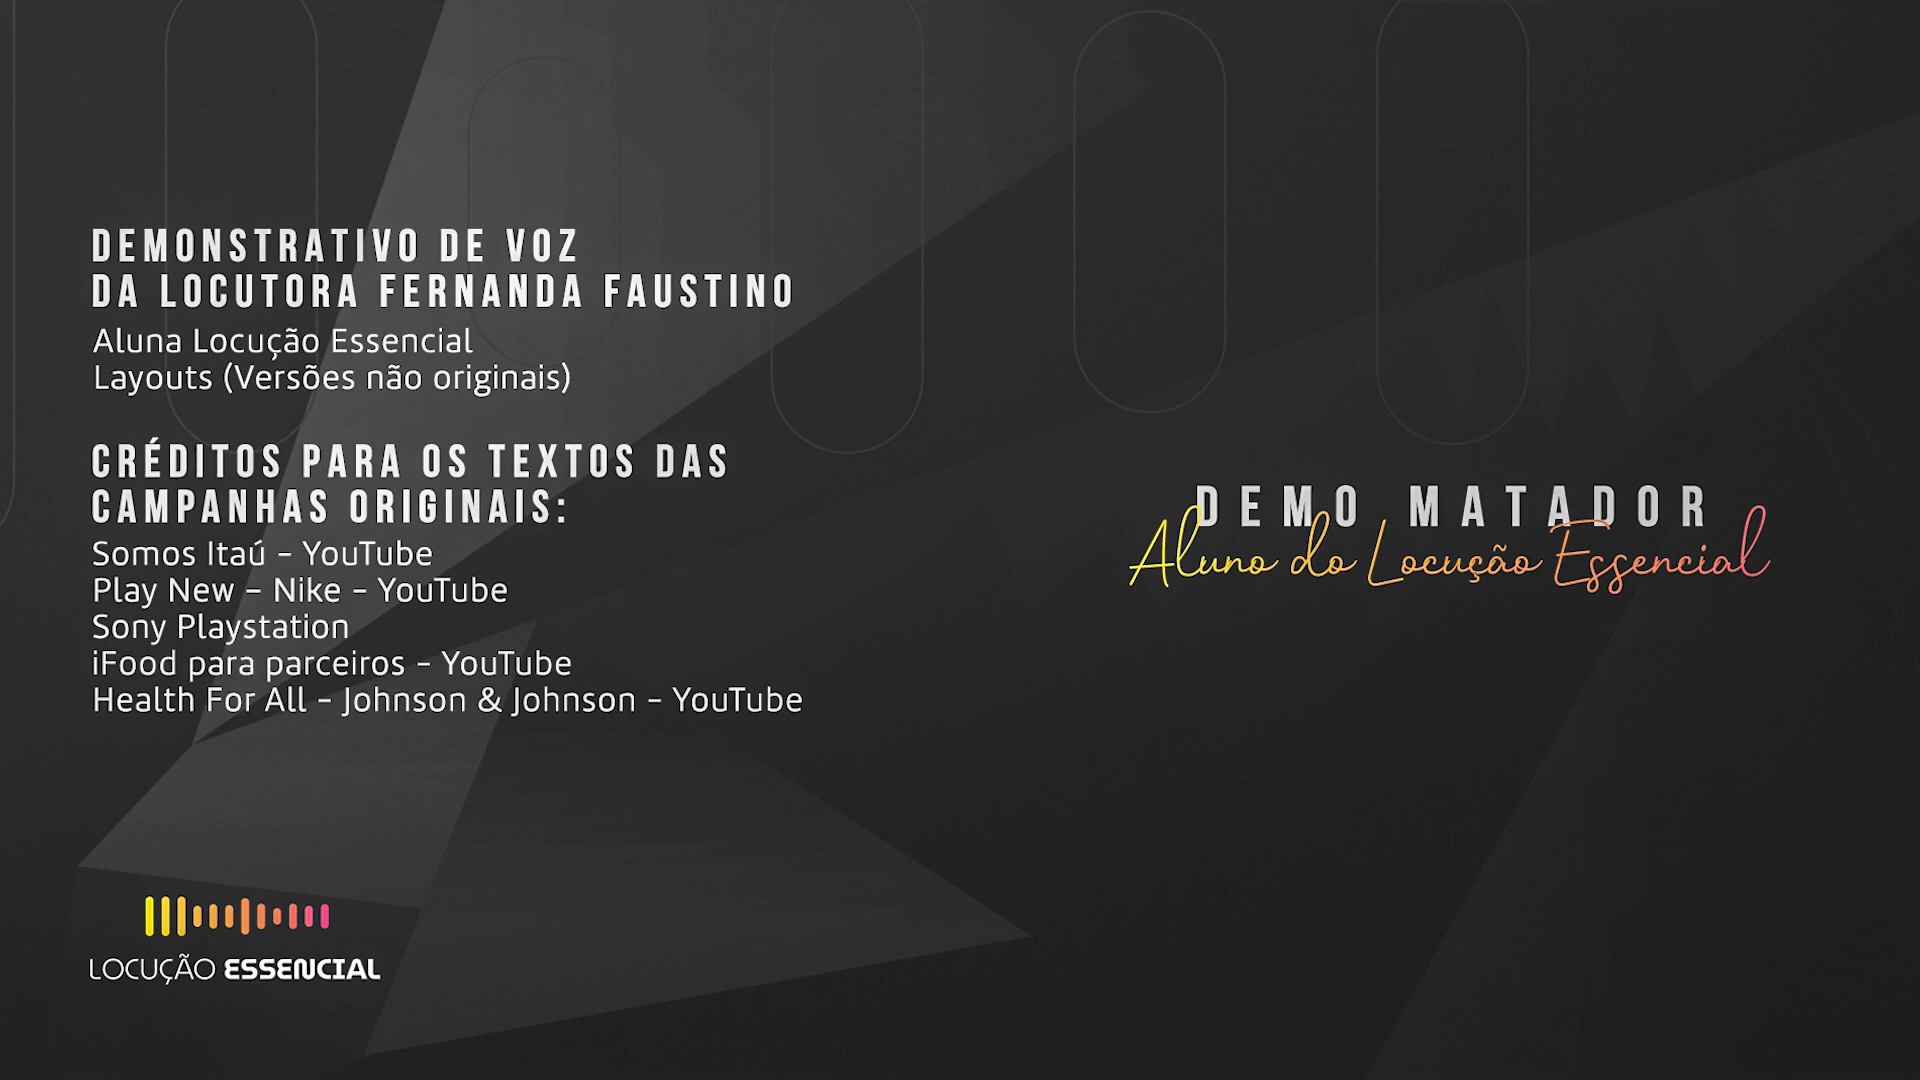 DEMONSTRATIVO DE VOZ
DA LOCUTORA FERNANDA FAUSTINO
Aluna Locução Essencial
Layouts (Versões não originais)
CRÉDITOS PARA OS TEXTOS DAS
CAMPANHAS ORIGINAIS:
Somos Itaú - YouTube
Play New - Nike - YouTube
Sony Playstation
iFood para parceiros - YouTube
Health For All - Johnson & Johnson - YouTube
DEMO MATADOR
Aluno do Locução Essencial
LOCUÇÃO ESSENCIAL